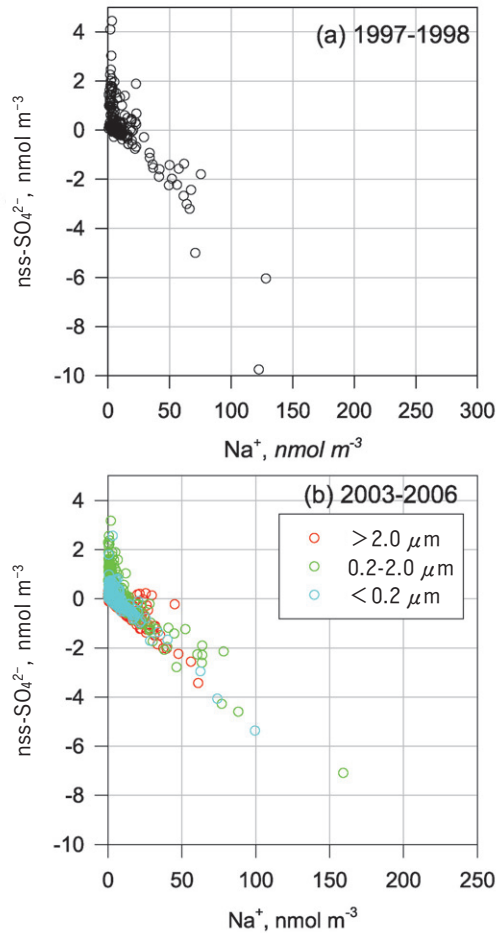 (a) 1997-1998
4
2
0
-2
-4
-6
-8
-10
nss-SO₄²⁻, nmol m⁻³
0 50 100 150 200 250 300
Na⁺, nmol m⁻³
(b) 2003-2006
>2.0 μm
0.2-2.0 μm
<0.2 μm
4
2
0
-2
-4
-6
-8
-10
nss-SO₄²⁻, nmol m⁻³
0 50 100 150 200 250
Na⁺, nmol m⁻³